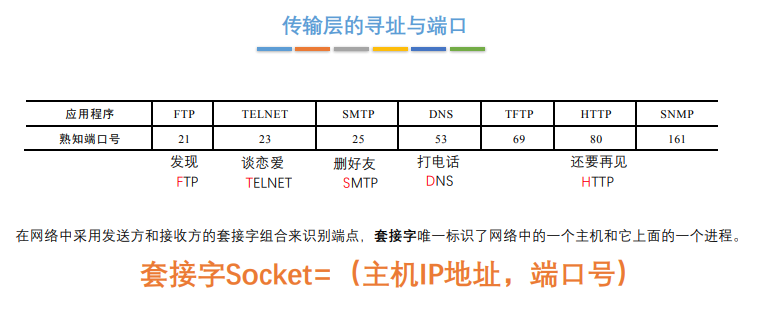 传输层的寻址与端口
应用程序 FTP TELNET SMTP DNS TFTP HTTP SNMP
熟知端口号 21 23 25 53 69 80 161
发现 谈恋爱 删好友 打电话 还要再见
FTP TELNET SMTP DNS HTTP
在网络中采用发送方和接收方的套接字组合来识别端点，套接字唯一标识了网络中的一个主机和它上面的一个进程。
套接字Socket=（主机IP地址，端口号）